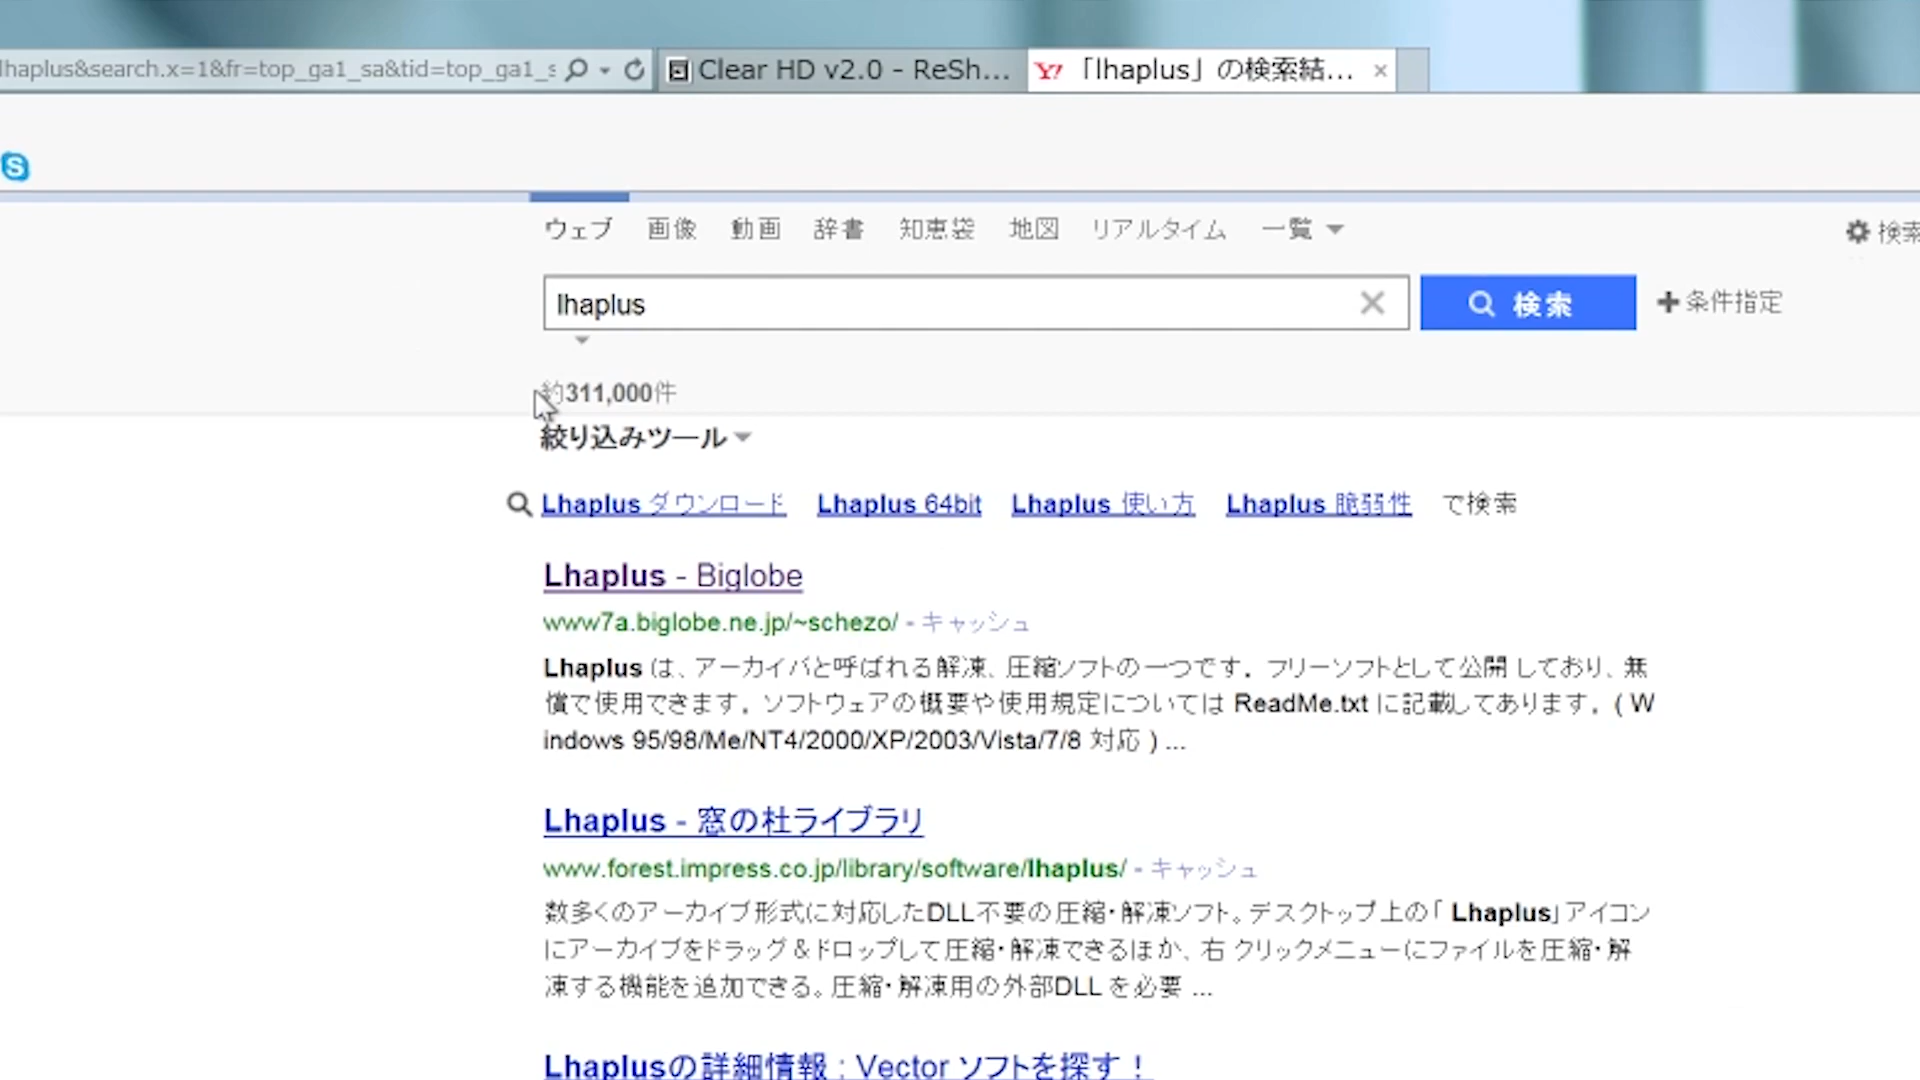 lhaplus&search.x=1&fr=top_ga1_sa&tid=top_ga1_s
Clear HD v2.0 - ReSh...
「lhaplus」の検索結...
ウェブ 画像 動画 辞書 知恵袋 地図 リアルタイム 一覧
検索
lhaplus
検索
条件指定
約311,000件
絞り込みツール
Lhaplus ダウンロード Lhaplus 64bit Lhaplus 使い方 Lhaplus 脆弱性 で検索
Lhaplus - Biglobe
www7a.biglobe.ne.jp/~schezo/ - キャッシュ
Lhaplus は、アーカイバと呼ばれる解凍、圧縮ソフトの一つです. フリーソフトとして公開 しており、無
償で使用できます. ソフトウェアの概要や使用規定については ReadMe.txt に記載してあります. ( W
indows 95/98/Me/NT4/2000/XP/2003/Vista/7/8 対応 ) ...
Lhaplus - 窓の杜ライブラリ
www.forest.impress.co.jp/library/software/lhaplus/ - キャッシュ
数多くのアーカイブ形式に対応したDLL不要の圧縮・解凍ソフト。デスクトップ上の「 Lhaplus」アイコン
にアーカイブをドラッグ＆ドロップして圧縮・解凍できるほか、右 クリックメニューにファイルを圧縮・解
凍する機能を追加できる。圧縮・解凍用の外部DLL を必要 ...
Lhaplusの詳細情報 : Vector ソフトを探す！